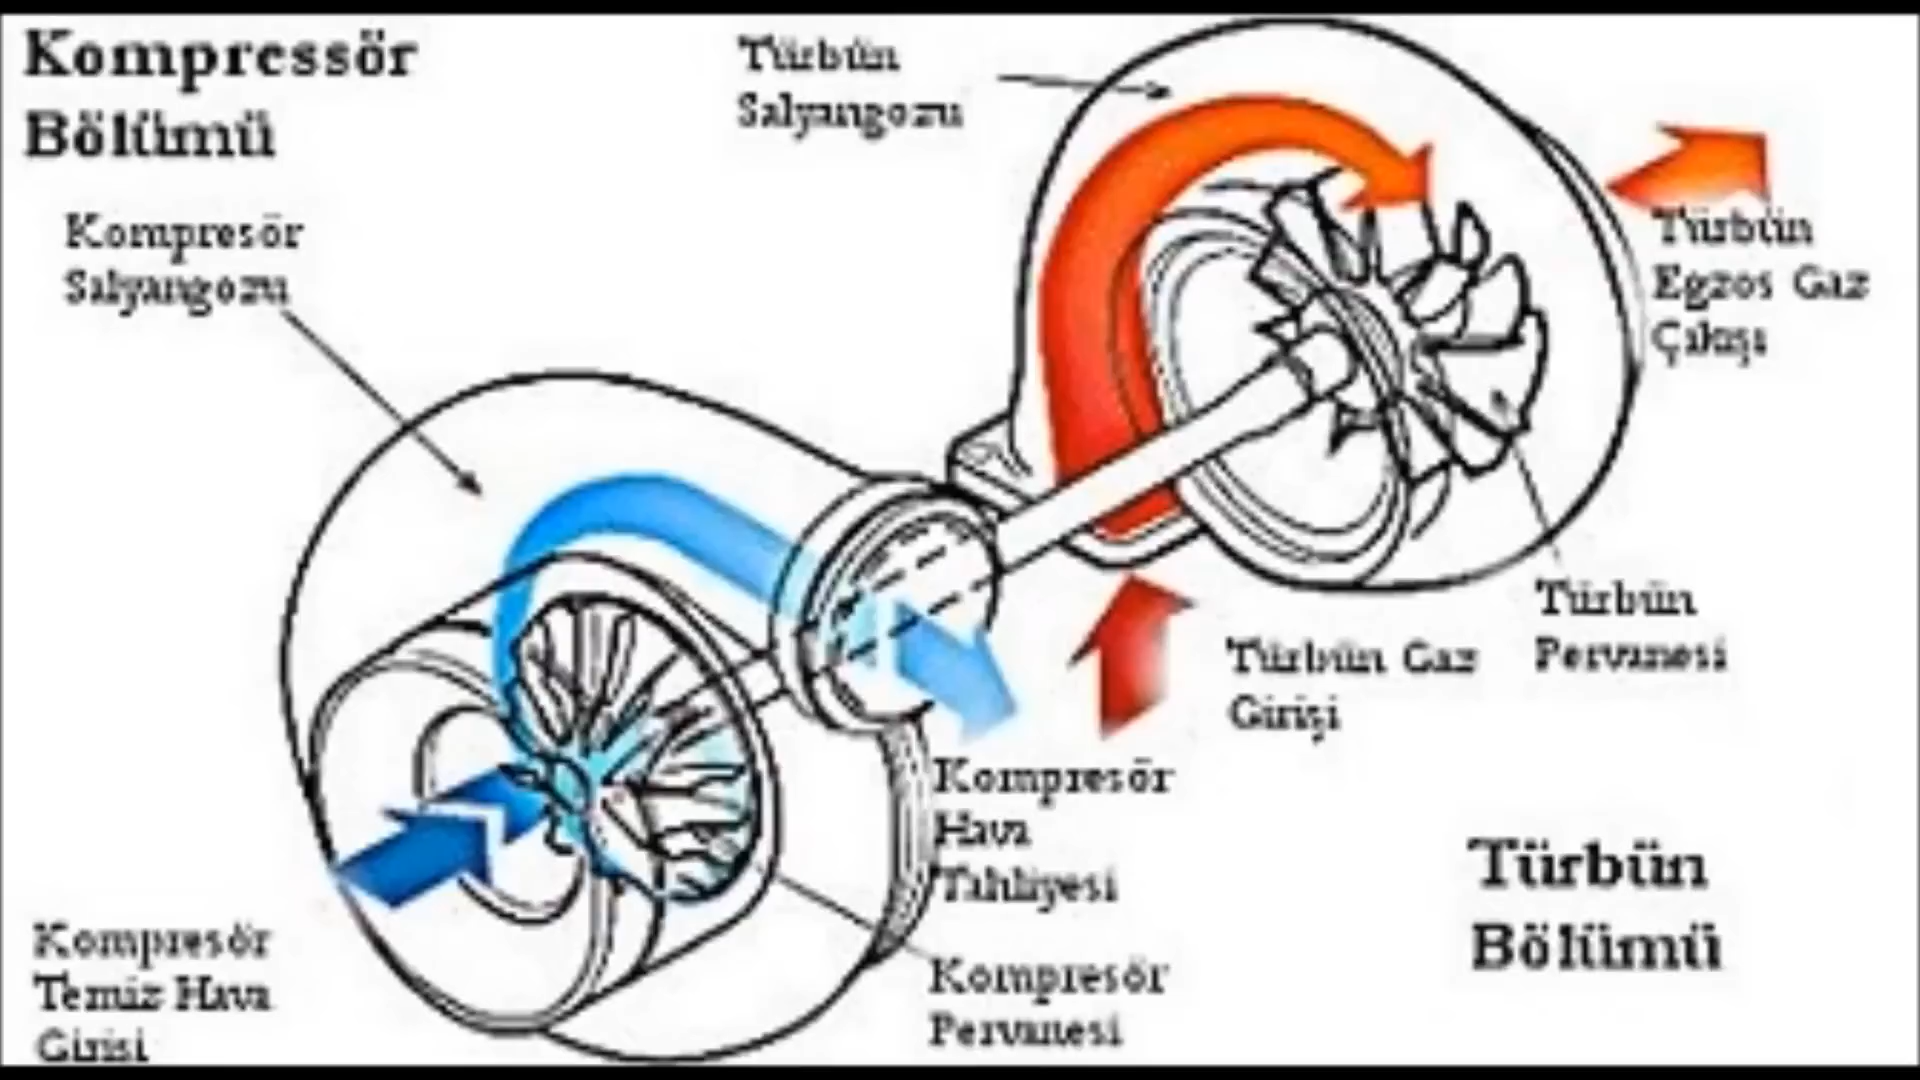 Kompressör
Bölümü
Türbün
Salyangozu
Kompresör
Salyangozu
Türbün
Egzos Gaz
Çıkışı
Türbün
Pervanesi
Türbün Gaz
Girişi
Kompresör
Hava
Tahliyesi
Türbün
Bölümü
Kompresör
Temiz Hava
Girişi
Kompresör
Pervanesi